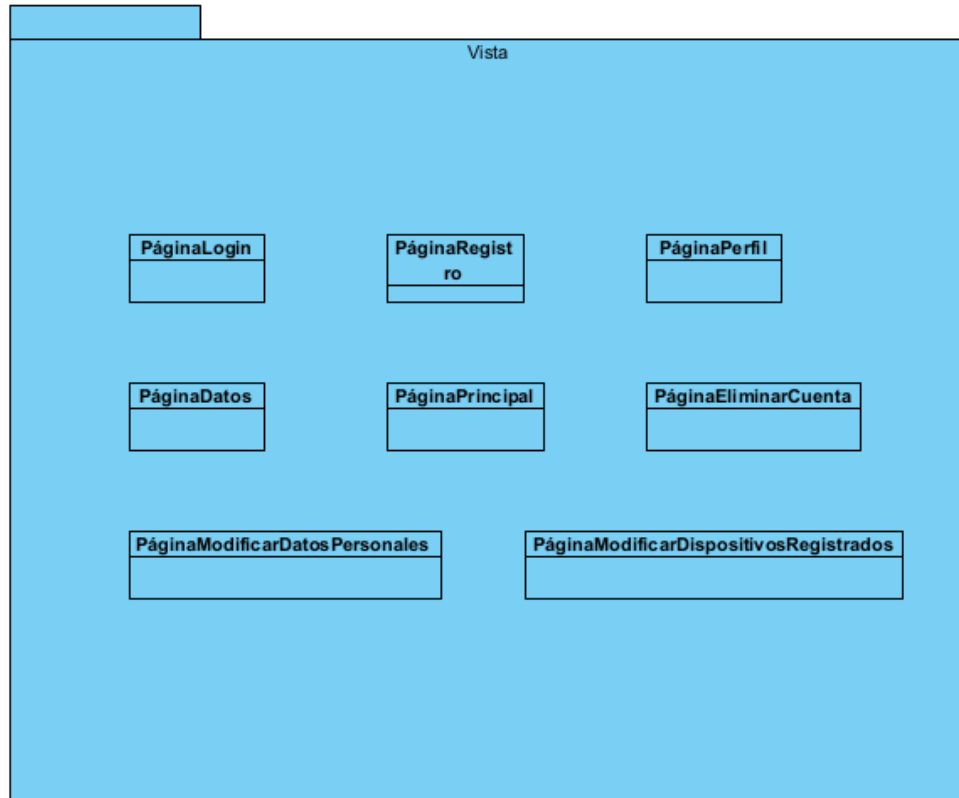 Vista
PáginaLogin
PáginaRegist
ro
PáginaPerfil
PáginaDatos
PáginaPrincipal
PáginaEliminarCuenta
PáginaModificarDatosPersonales
PáginaModificarDispositivosRegistrados